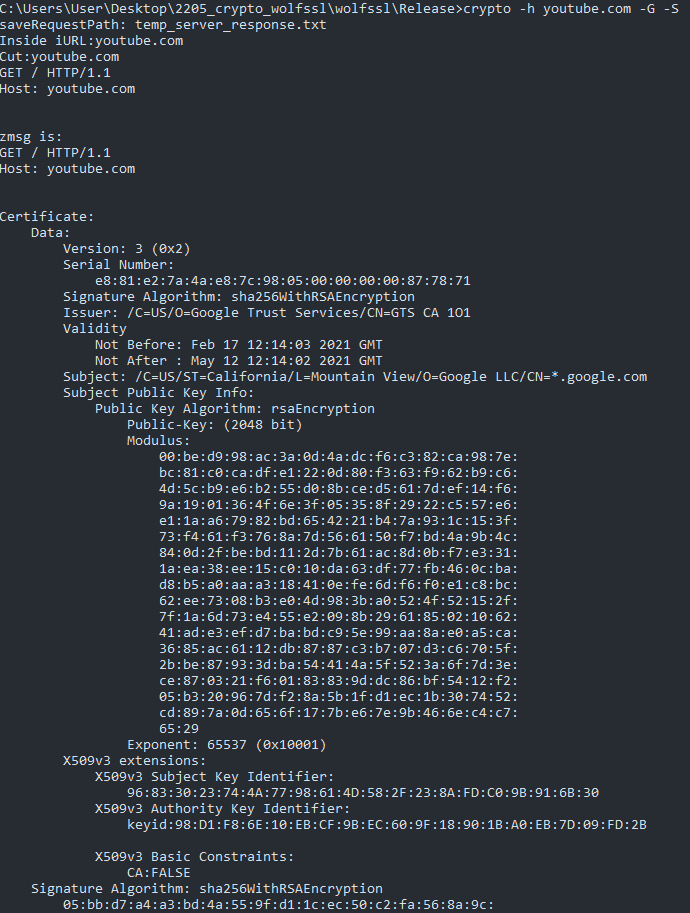 C:\Users\User\Desktop\2205_crypto_wolfssl\wolfssl\Release>crypto -h youtube.com -G -S
saveRequestPath: temp_server_response.txt
Inside iURL:youtube.com
Cut:youtube.com
GET / HTTP/1.1
Host: youtube.com
zmsg is:
GET / HTTP/1.1
Host: youtube.com
Certificate:
Data:
Version: 3 (0x2)
Serial Number:
e8:81:e2:7a:4a:e8:7c:98:05:00:00:00:00:87:78:71
Signature Algorithm: sha256WithRSAEncryption
Issuer: /C=US/O=Google Trust Services/CN=GTS CA 1O1
Validity
Not Before: Feb 17 12:14:03 2021 GMT
Not After : May 12 12:14:02 2021 GMT
Subject: /C=US/ST=California/L=Mountain View/O=Google LLC/CN=*.google.com
Subject Public Key Info:
Public Key Algorithm: rsaEncryption
Public-Key: (2048 bit)
Modulus:
00:be:d9:98:ac:3a:0d:4a:dc:f6:c3:82:ca:98:7e:
bc:81:c0:ca:df:e1:22:0d:80:f3:63:f9:62:b9:c6:
4d:5c:b9:e6:b2:55:d0:8b:ce:d5:61:7d:ef:14:f6:
9a:19:01:36:4f:6e:3f:05:35:8f:29:22:c5:57:e6:
e1:1a:a6:79:82:bd:65:42:21:b4:7a:93:1c:15:3f:
73:f4:61:f3:76:8a:7d:56:61:50:f7:bd:4a:9b:4c:
84:0d:2f:be:bd:11:2d:7b:61:ac:8d:0b:f7:e3:31:
1a:ea:38:ee:15:c0:10:da:63:df:77:fb:46:0c:ba:
d8:b5:a0:aa:a3:18:41:0e:fe:6d:f6:f0:e1:c8:bc:
62:ee:73:08:b3:e0:4d:98:3b:a0:52:4f:52:15:2f:
7f:1a:6d:73:e4:55:e2:09:8b:29:61:85:02:10:62:
41:ad:e3:ef:d7:ba:bd:c9:5e:99:aa:8a:e0:a5:ca:
36:85:ac:61:12:db:87:87:c3:b7:07:d3:c6:70:5f:
2b:be:87:93:3d:ba:54:41:4a:5f:52:3a:6f:7d:3e:
ce:87:03:21:f6:01:83:83:9d:dc:86:bf:54:12:f2:
05:b3:20:96:7d:f2:8a:5b:1f:d1:ec:1b:30:74:52:
cd:89:7a:0d:65:6f:17:7b:e6:7e:9b:46:6e:c4:c7:
65:29
Exponent: 65537 (0x10001)
X509v3 extensions:
X509v3 Subject Key Identifier:
96:83:30:23:74:4A:77:98:61:4D:58:2F:23:8A:FD:C0:9B:91:6B:30
X509v3 Authority Key Identifier:
keyid:98:D1:F8:6E:10:EB:CF:9B:EC:60:9F:18:90:1B:A0:EB:7D:09:FD:2B
X509v3 Basic Constraints:
CA:FALSE
Signature Algorithm: sha256WithRSAEncryption
05:bb:d7:a4:a3:bd:4a:55:9f:d1:1c:ec:50:c2:fa:56:8a:9c: